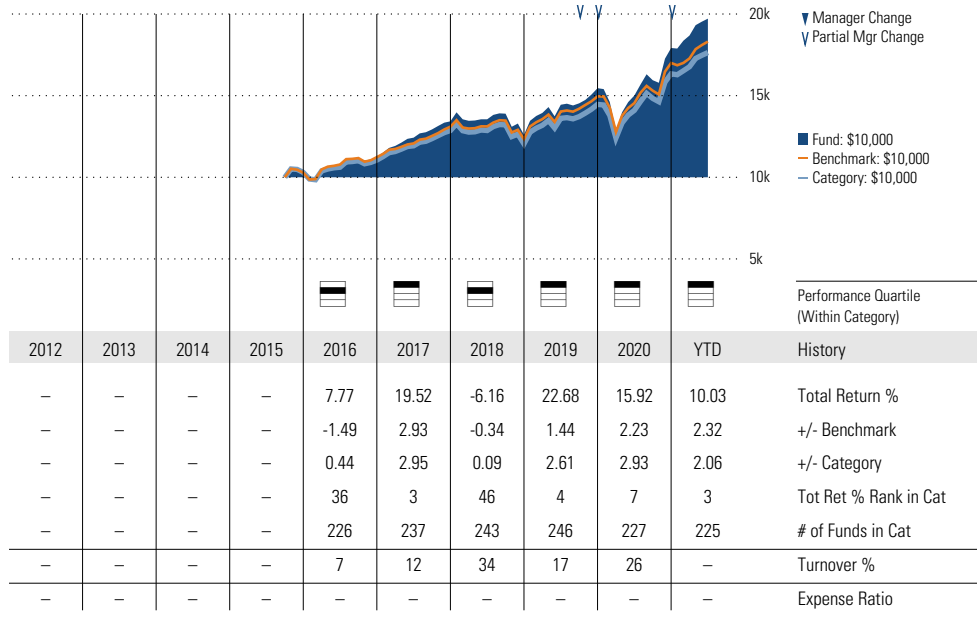 20k
15k
10k
5k
Manager Change
Partial Mgr Change
Fund: $10,000
Benchmark: $10,000
Category: $10,000
Performance Quartile
(Within Category)
2012 2013 2014 2015 2016 2017 2018 2019 2020 YTD History
– – – – 7.77 19.52 -6.16 22.68 15.92 10.03 Total Return %
– – – – -1.49 2.93 -0.34 1.44 2.23 2.32 +/- Benchmark
– – – – 0.44 2.95 0.09 2.61 2.93 2.06 +/- Category
– – – – 36 3 46 4 7 3 Tot Ret % Rank in Cat
– – – – 226 237 243 246 227 225 # of Funds in Cat
– – – – 7 12 34 17 26 – Turnover %
– – – – – – – – – – Expense Ratio